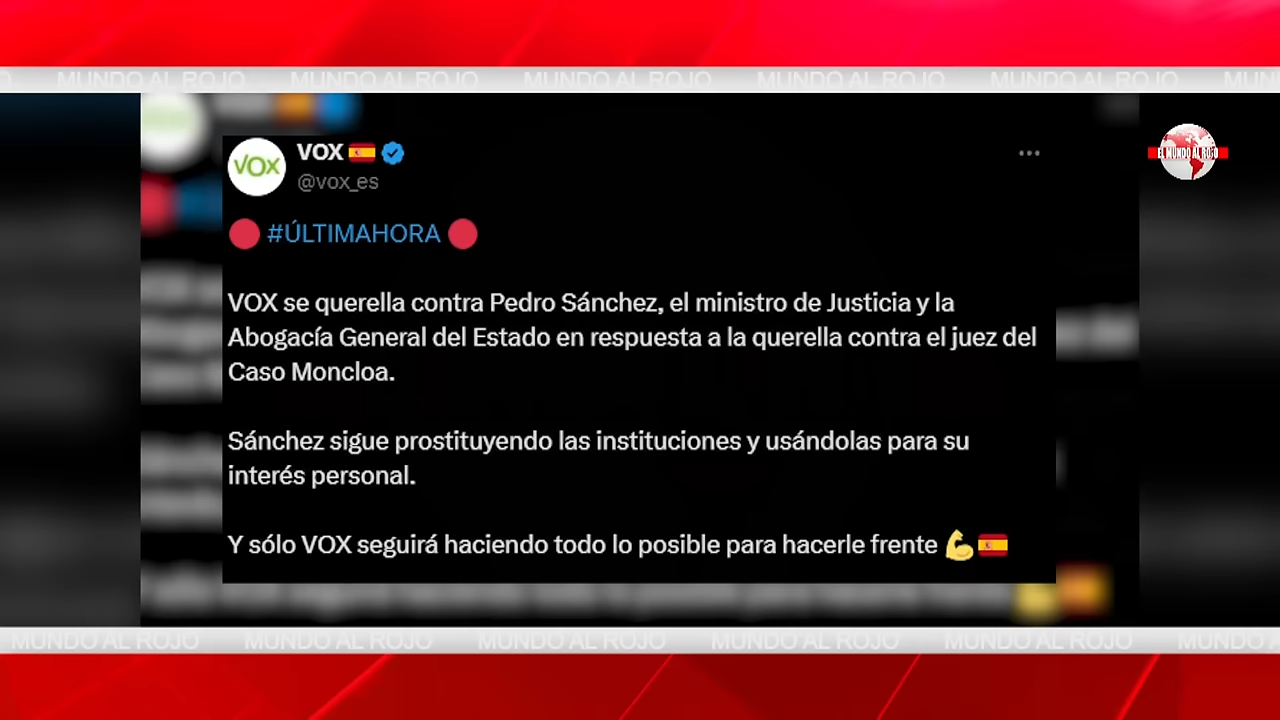 MUNDO AL ROJO MUNDO AL ROJO MUNDO AL ROJO MUNDO AL ROJO MUNDO AL ROJO
VOX 🇪🇸
@vox_es
VOX
EL MUNDO AL ROJO
🔴 #ÚLTIMAHORA 🔴
VOX se querella contra Pedro Sánchez, el ministro de Justicia y la
Abogacía General del Estado en respuesta a la querella contra el juez del
Caso Moncloa.
Sánchez sigue prostituyendo las instituciones y usándolas para su
interés personal.
Y sólo VOX seguirá haciendo todo lo posible para hacerle frente 💪🇪🇸
MUNDO AL ROJO MUNDO AL ROJO MUNDO AL ROJO MUNDO AL ROJO MUNDO AL ROJO